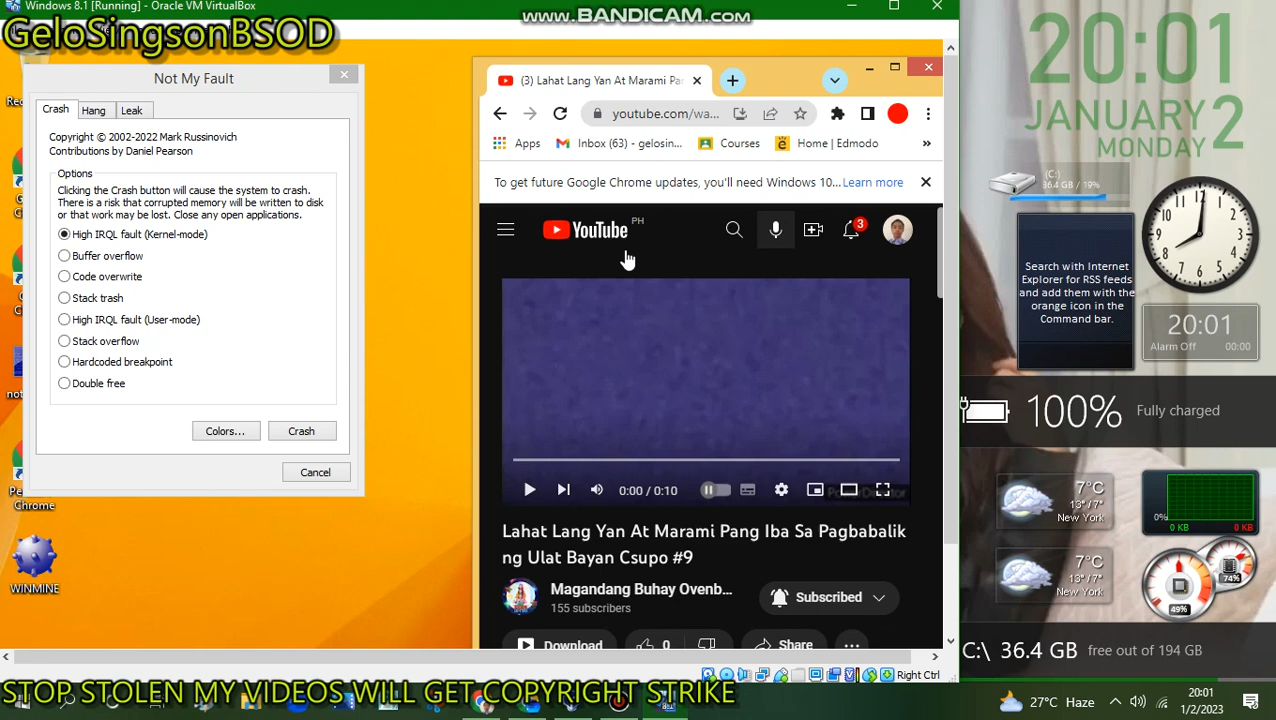 Windows 8.1 [Running] - Oracle VM VirtualBox
www.BANDICAM.com
GeloSingsonBSOD
Not My Fault
Crash
Hang
Leak
Copyright © 2002-2022 Mark Russinovich
Contributions by Daniel Pearson
Options
Clicking the Crash button will cause the system to crash.
There is a risk that corrupted memory will be written to disk
or that work may be lost. Close any open applications.
High IRQL fault (Kernel-mode)
Buffer overflow
Code overwrite
Stack trash
High IRQL fault (User-mode)
Stack overflow
Hardcoded breakpoint
Double free
Colors...
Crash
Cancel
Chrome
WINMINE
(3) Lahat Lang Yan At Marami Pa
youtube.com/wa...
Apps
Inbox (63) - gelosin...
Courses
Home | Edmodo
»
To get future Google Chrome updates, you'll need Windows 10... Learn more
YouTube PH
3
PowerDirector
0:00 / 0:10
Lahat Lang Yan At Marami Pang Iba Sa Pagbabalik
ng Ulat Bayan Csupo #9
Magandang Buhay Ovenb...
155 subscribers
Subscribed
Download
0
Share
Right Ctrl
20:01
JANUARY 2
MONDAY
(C:)
36.4 GB / 19%
Search with Internet
Explorer for RSS feeds
and add them with the
orange icon in the
Command bar.
20:01
Alarm Off 00:00
100% Fully charged
7°C
13°/7°
New York
0%
0 KB 0 KB
7°C
13°/7°
New York
74%
49%
C:\ 36.4 GB free out of 194 GB
STOP STOLEN MY VIDEOS WILL GET COPYRIGHT STRIKE
27°C Haze
20:01
1/2/2023